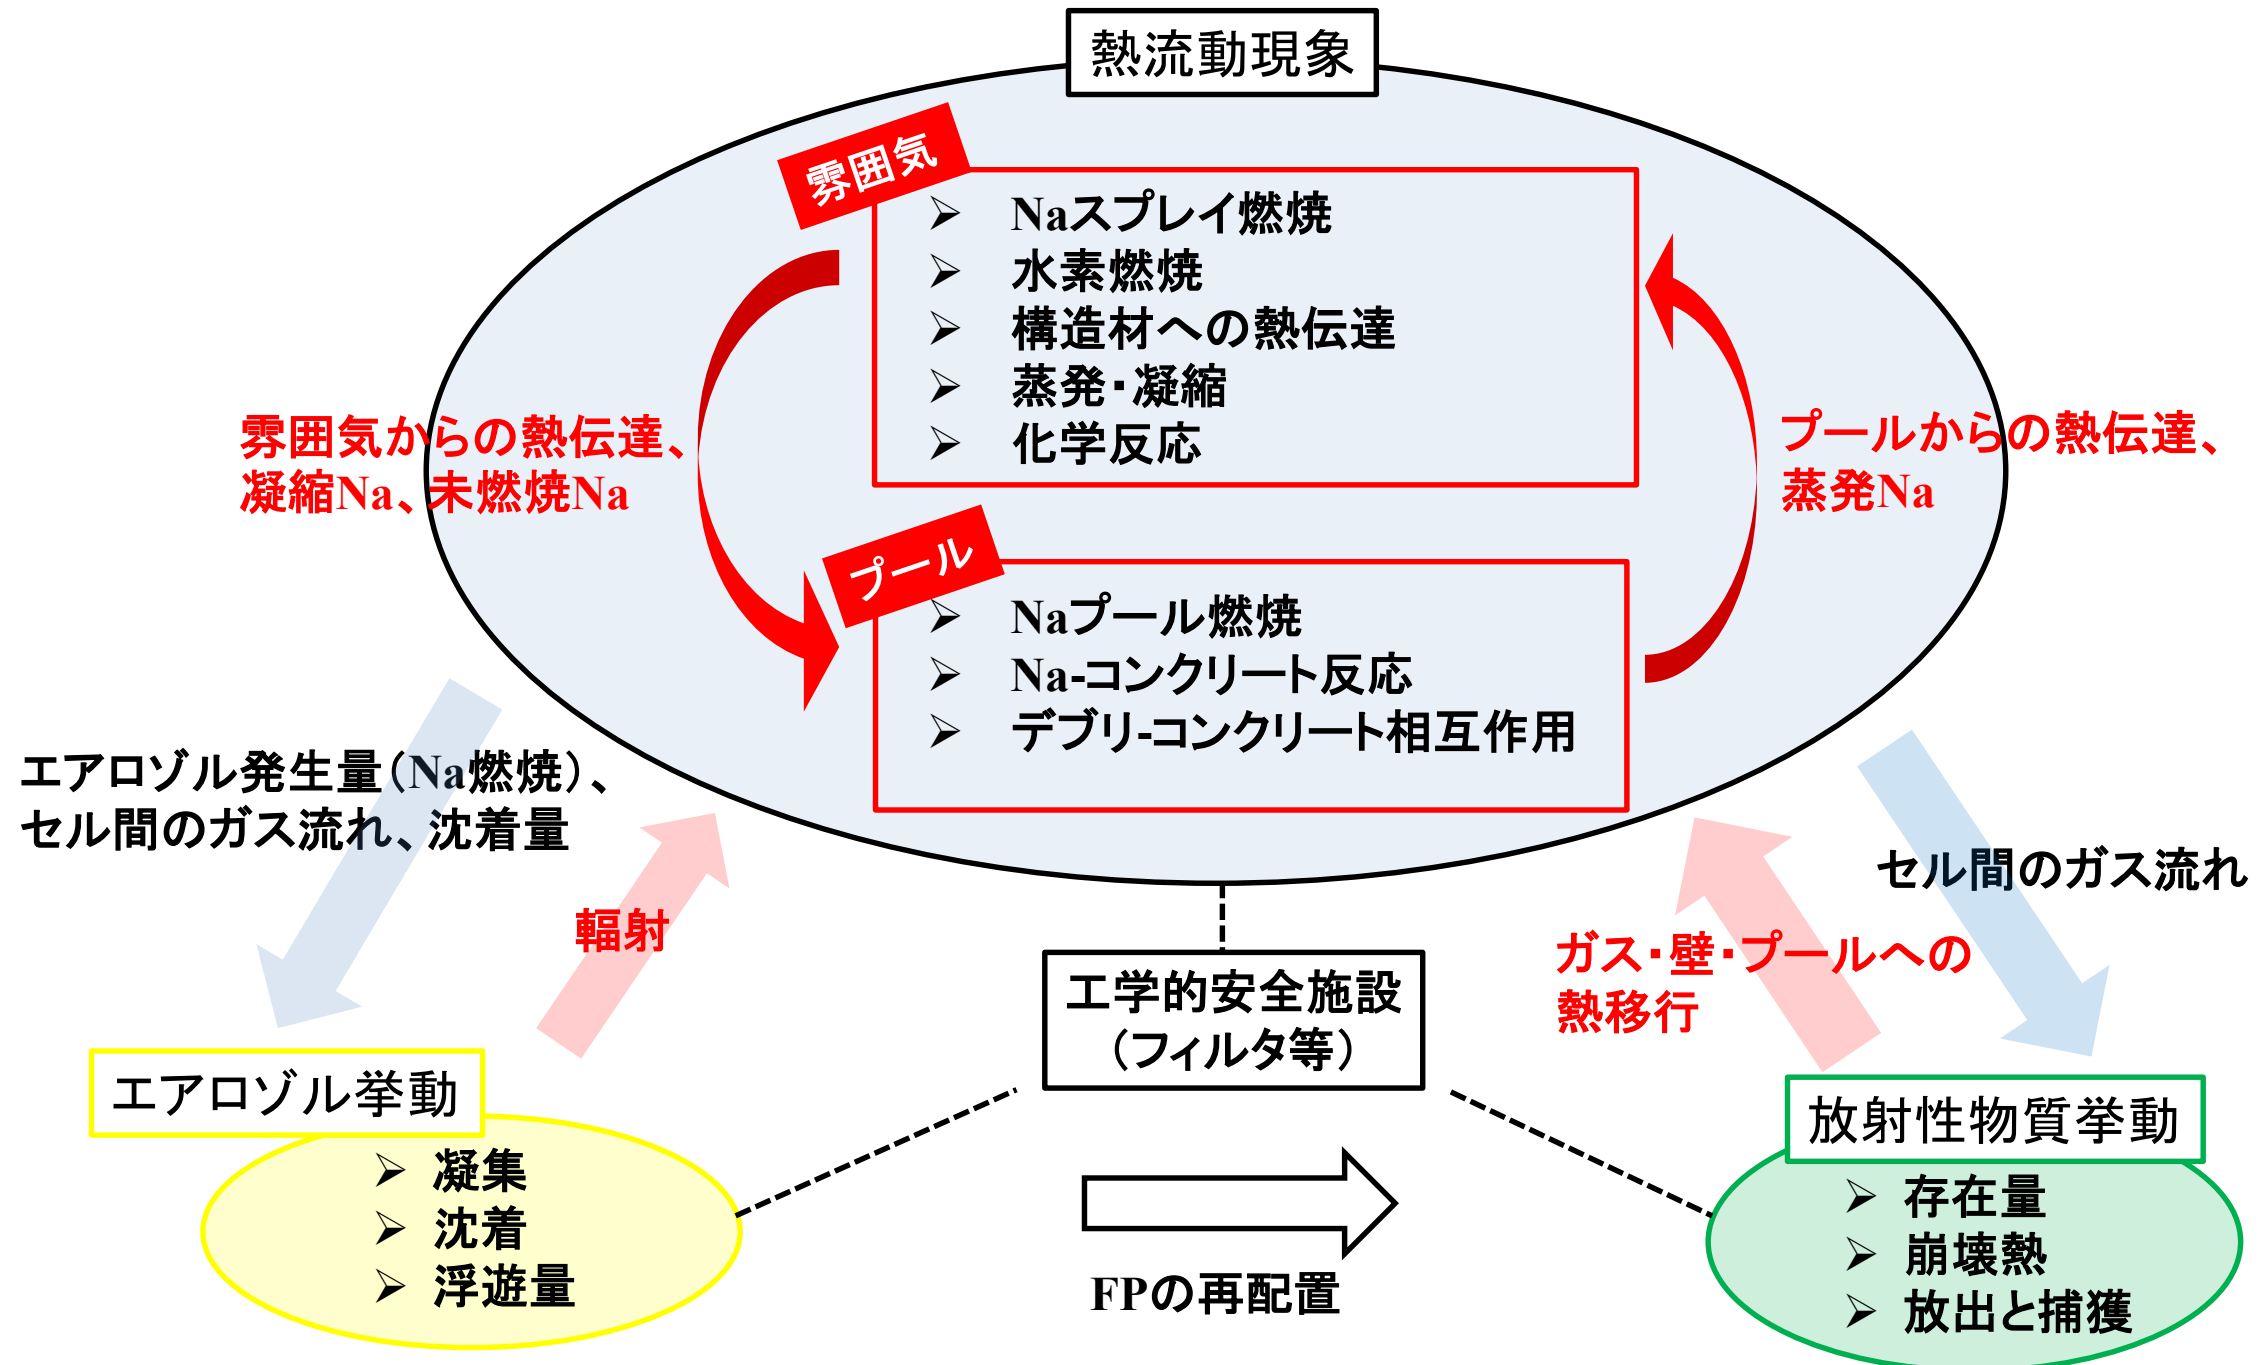 熱流動現象
雰囲気
Naスプレイ燃焼
水素燃焼
構造材への熱伝達
蒸発・凝縮
化学反応
雰囲気からの熱伝達、
凝縮Na、未燃焼Na
プールからの熱伝達、
蒸発Na
プール
Naプール燃焼
Na-コンクリート反応
デブリ-コンクリート相互作用
エアロゾル発生量(Na燃焼)、
セル間のガス流れ、沈着量
輻射
セル間のガス流れ
ガス・壁・プールへの
熱移行
工学的安全施設
(フィルタ等)
エアロゾル挙動
凝集
沈着
浮遊量
FPの再配置
放射性物質挙動
存在量
崩壊熱
放出と捕獲